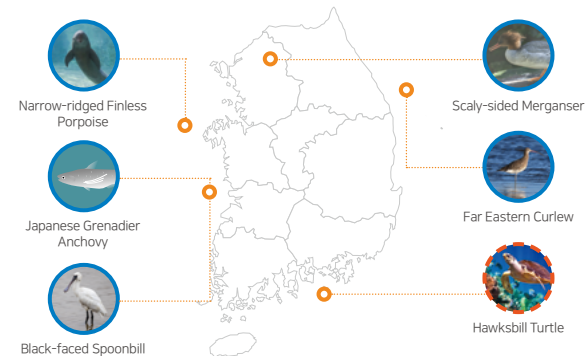 Narrow-ridged Finless
Porpoise
Japanese Grenadier
Anchovy
Black-faced Spoonbill
Scaly-sided Merganser
Far Eastern Curlew
Hawksbill Turtle